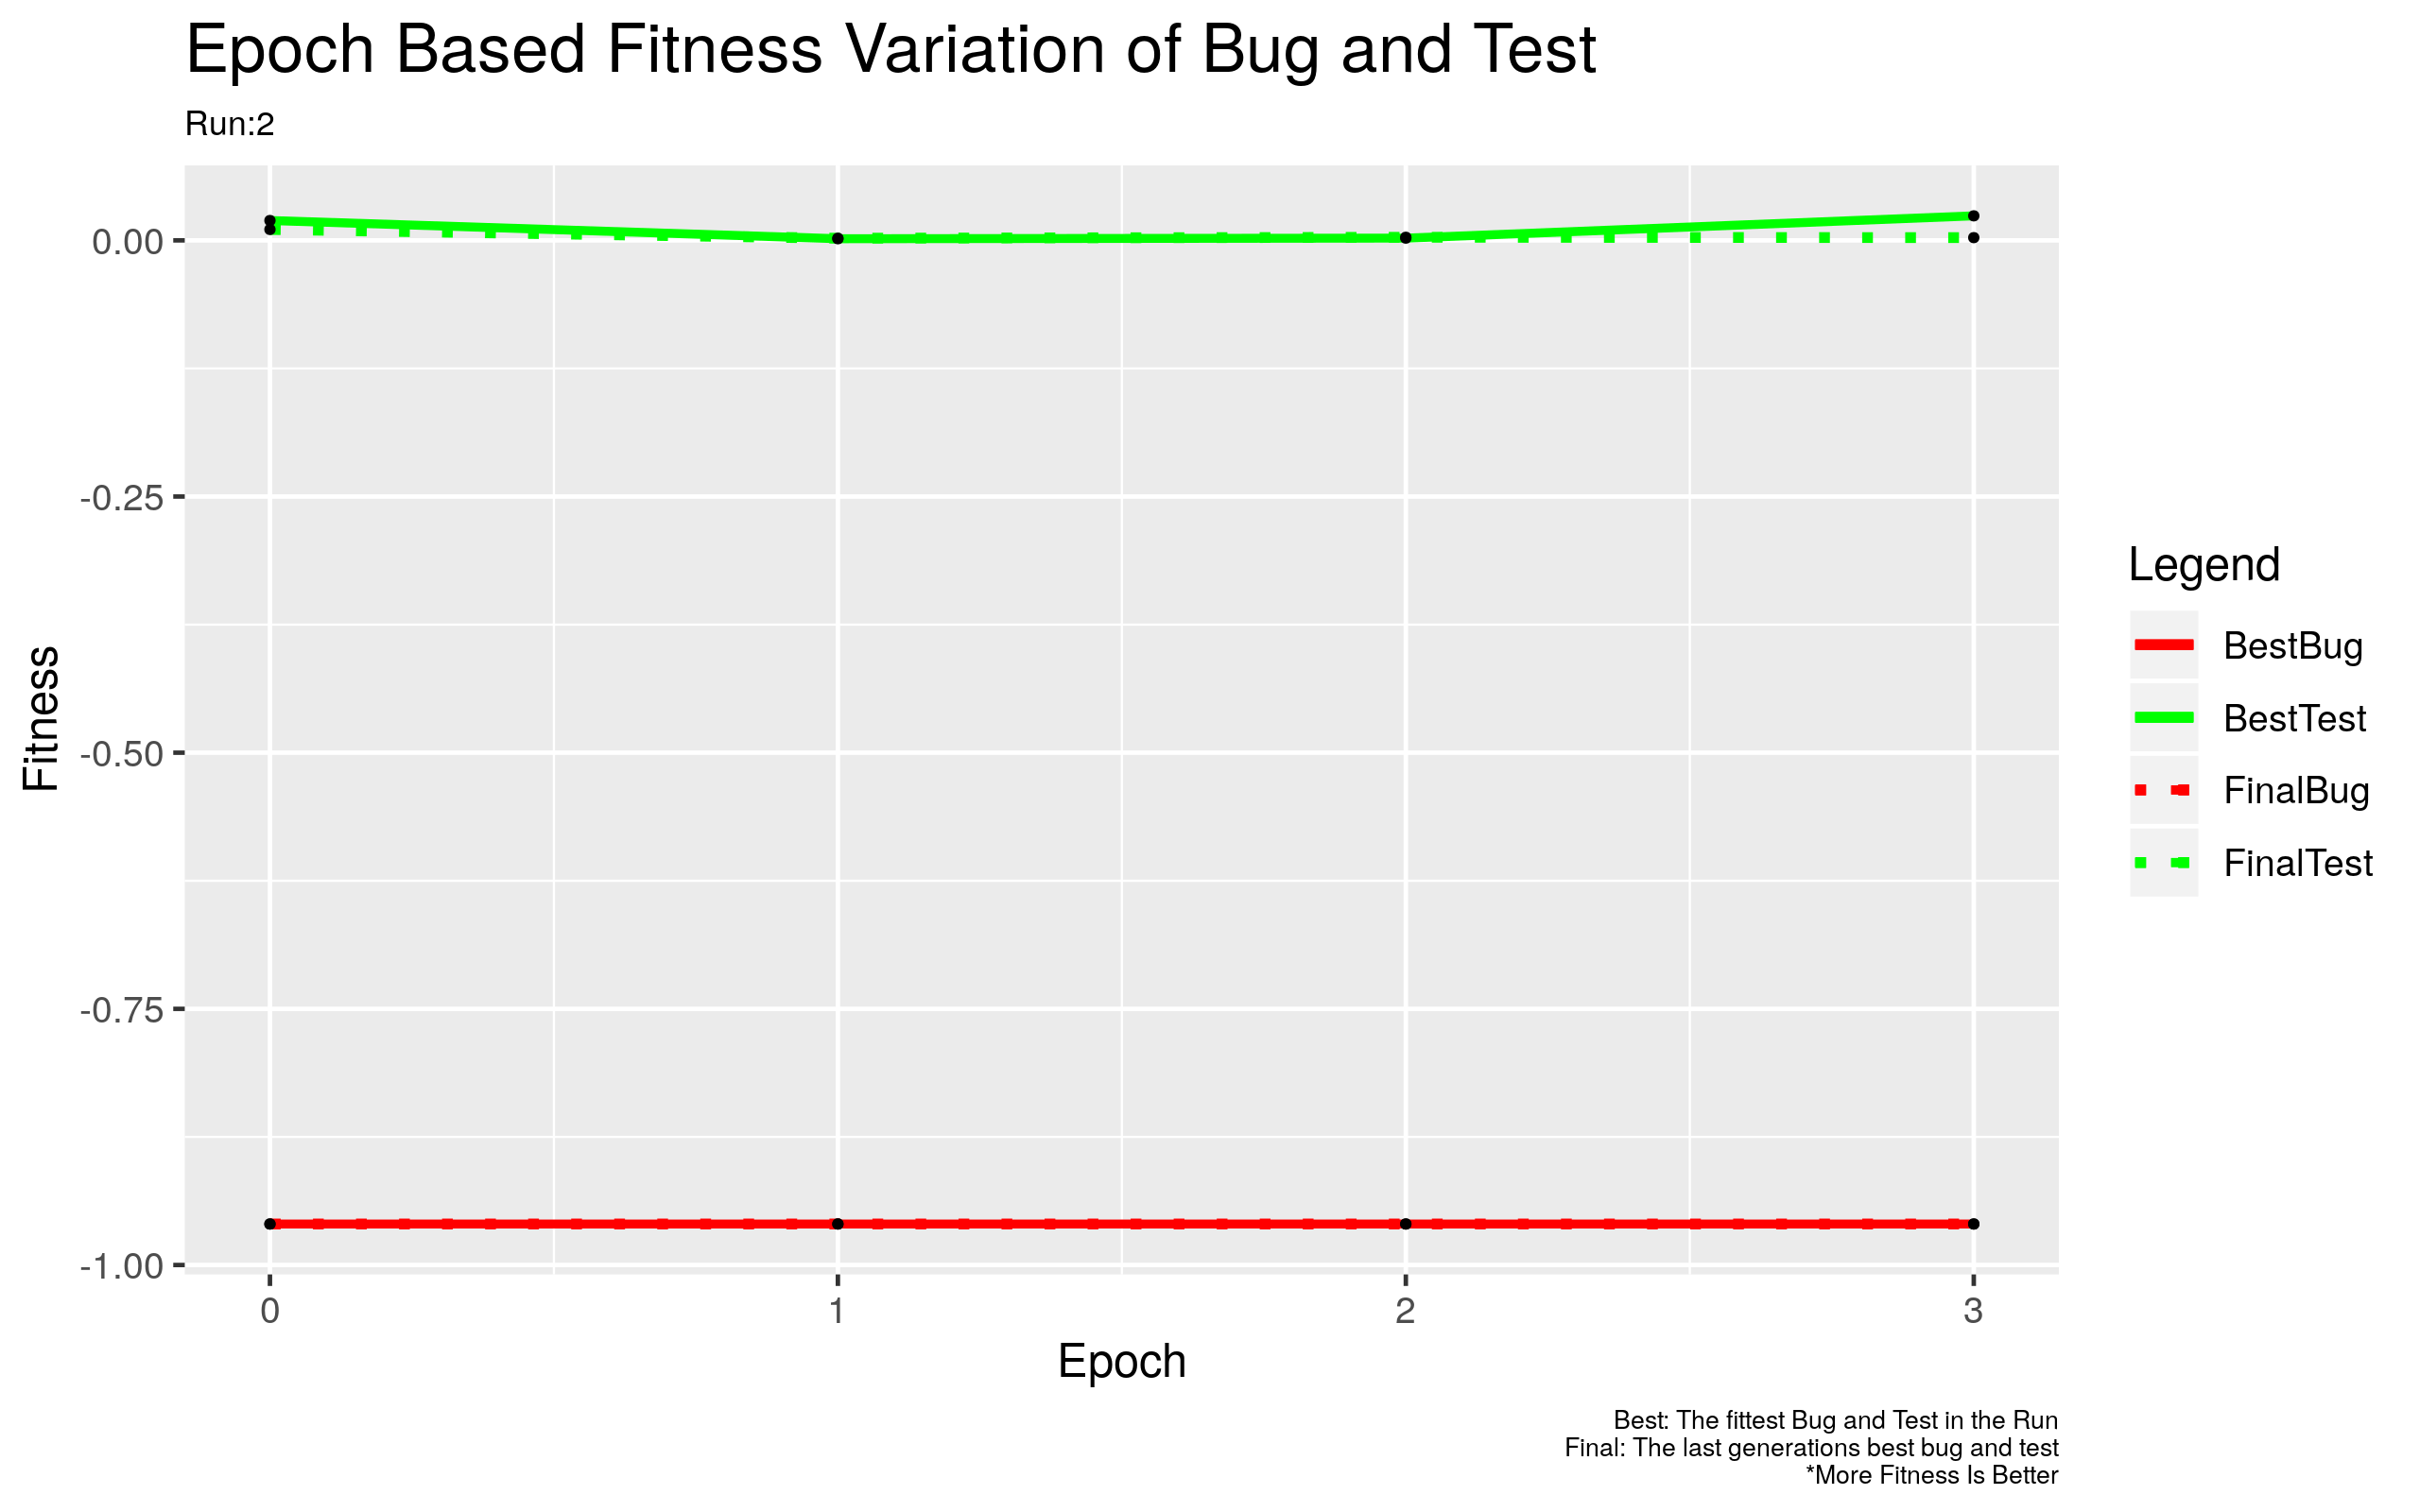 Epoch Based Fitness Variation of Bug and Test
Run:2
0.00
-0.25
-0.50
-0.75
-1.00
Fitness
0
1
2
3
Epoch
Legend
BestBug
BestTest
FinalBug
FinalTest
Best: The fittest Bug and Test in the Run
Final: The last generations best bug and test
*More Fitness Is Better